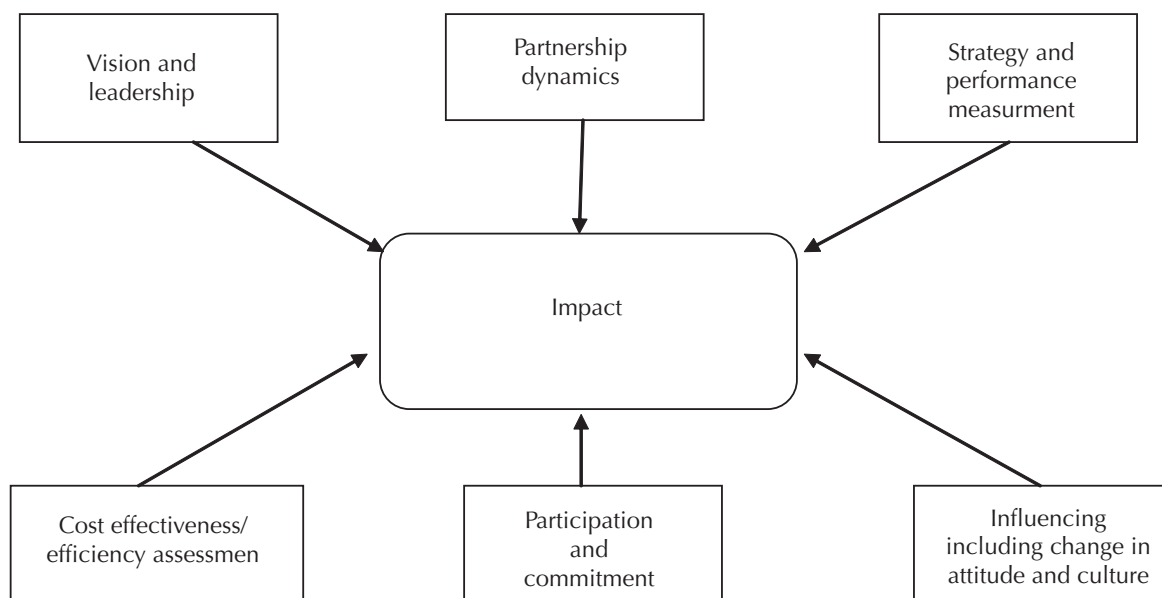 Vision and
leadership
Partnership
dynamics
Strategy and
performance
measurment
Impact
Cost effectiveness/
efficiency assessmen
Participation
and
commitment
Influencing
including change in
attitude and culture